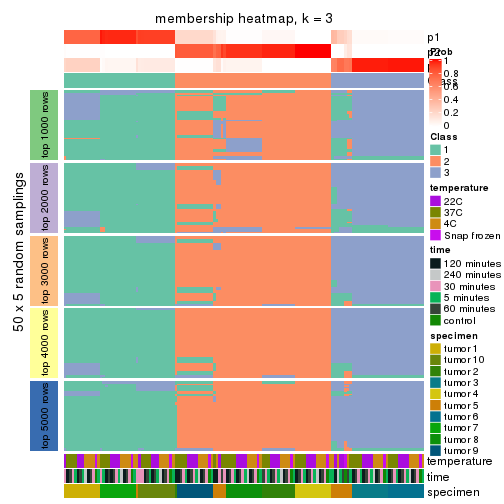 membership heatmap, k = 3
p1
p2
Prob
1
0.8
0.6
0.4
0.2
0
Class
Class
1
2
3
temperature
22C
37C
4C
Snap frozen
time
120 minutes
240 minutes
30 minutes
5 minutes
60 minutes
control
specimen
tumor 1
tumor 10
tumor 2
tumor 3
tumor 4
tumor 5
tumor 6
tumor 7
tumor 8
tumor 9
50 x 5 random samplings
top 1000 rows
top 2000 rows
top 3000 rows
top 4000 rows
top 5000 rows
temperature
time
specimen